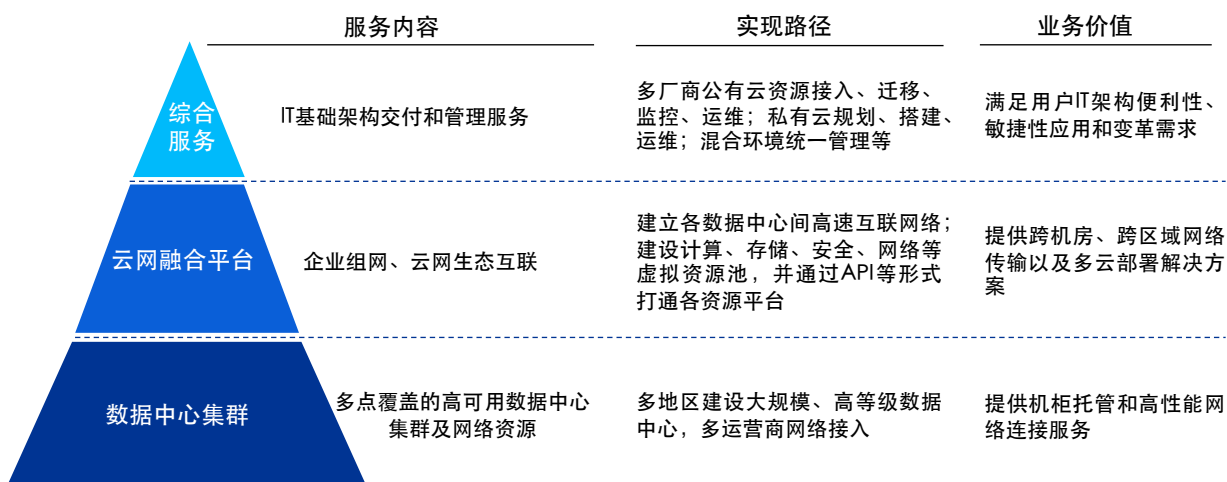 服务内容
实现路径
业务价值
综合
服务
IT基础架构交付和管理服务
多厂商公有云资源接入、迁移、
监控、运维；私有云规划、搭建、
运维；混合环境统一管理等
满足用户IT架构便利性、
敏捷性应用和变革需求
云网融合平台
企业组网、云网生态互联
建立各数据中心间高速互联网络；
建设计算、存储、安全、网络等
虚拟资源池，并通过API等形式
打通各资源平台
提供跨机房、跨区域网络
传输以及多云部署解决方
案
数据中心集群
多点覆盖的高可用数据中心
集群及网络资源
多地区建设大规模、高等级数据
中心，多运营商网络接入
提供机柜托管和高性能网
络连接服务